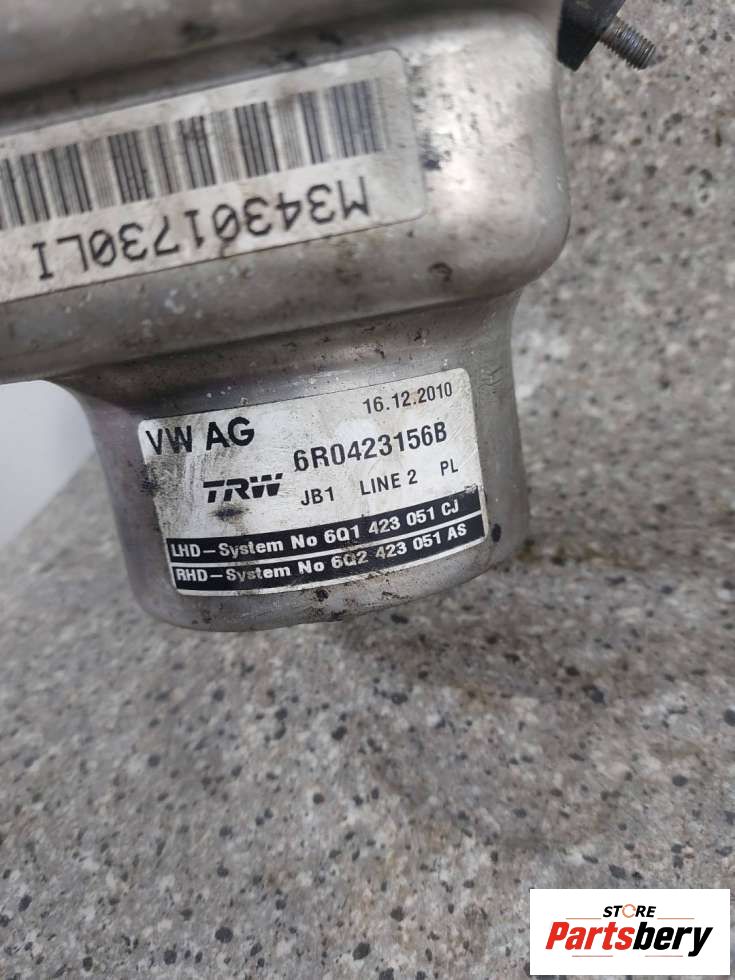 M34301730LI
16.12.2010
VW AG
6R0423156B
TRW JB1 LINE 2 PL
LHD-System No 6Q1 423 051 CJ
RHD-System No 6Q2 423 051 AS
STORE
Partsbery